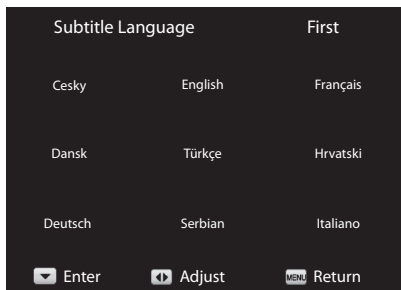 Subtitle Language First
Cesky English Français
Dansk Türkçe Hrvatski
Deutsch Serbian Italiano
Enter Adjust MENU Return